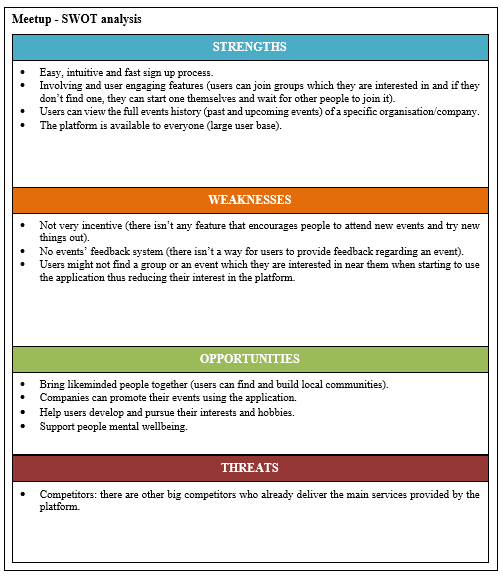 Meetup - SWOT analysis
STRENGTHS
• Easy, intuitive and fast sign up process.
• Involving and user engaging features (users can join groups which they are interested in and if they
don't find one, they can start one themselves and wait for other people to join it).
• Users can view the full events history (past and upcoming events) of a specific organisation/company.
• The platform is available to everyone (large user base).
WEAKNESSES
• Not very incentive (there isn't any feature that encourages people to attend new events and try new
things out).
• No events' feedback system (there isn't a way for users to provide feedback regarding an event).
• Users might not find a group or an event which they are interested in near them when starting to use
the application thus reducing their interest in the platform.
OPPORTUNITIES
• Bring likeminded people together (users can find and build local communities).
• Companies can promote their events using the application.
• Help users develop and pursue their interests and hobbies.
• Support people mental wellbeing.
THREATS
• Competitors: there are other big competitors who already deliver the main services provided by the
platform.